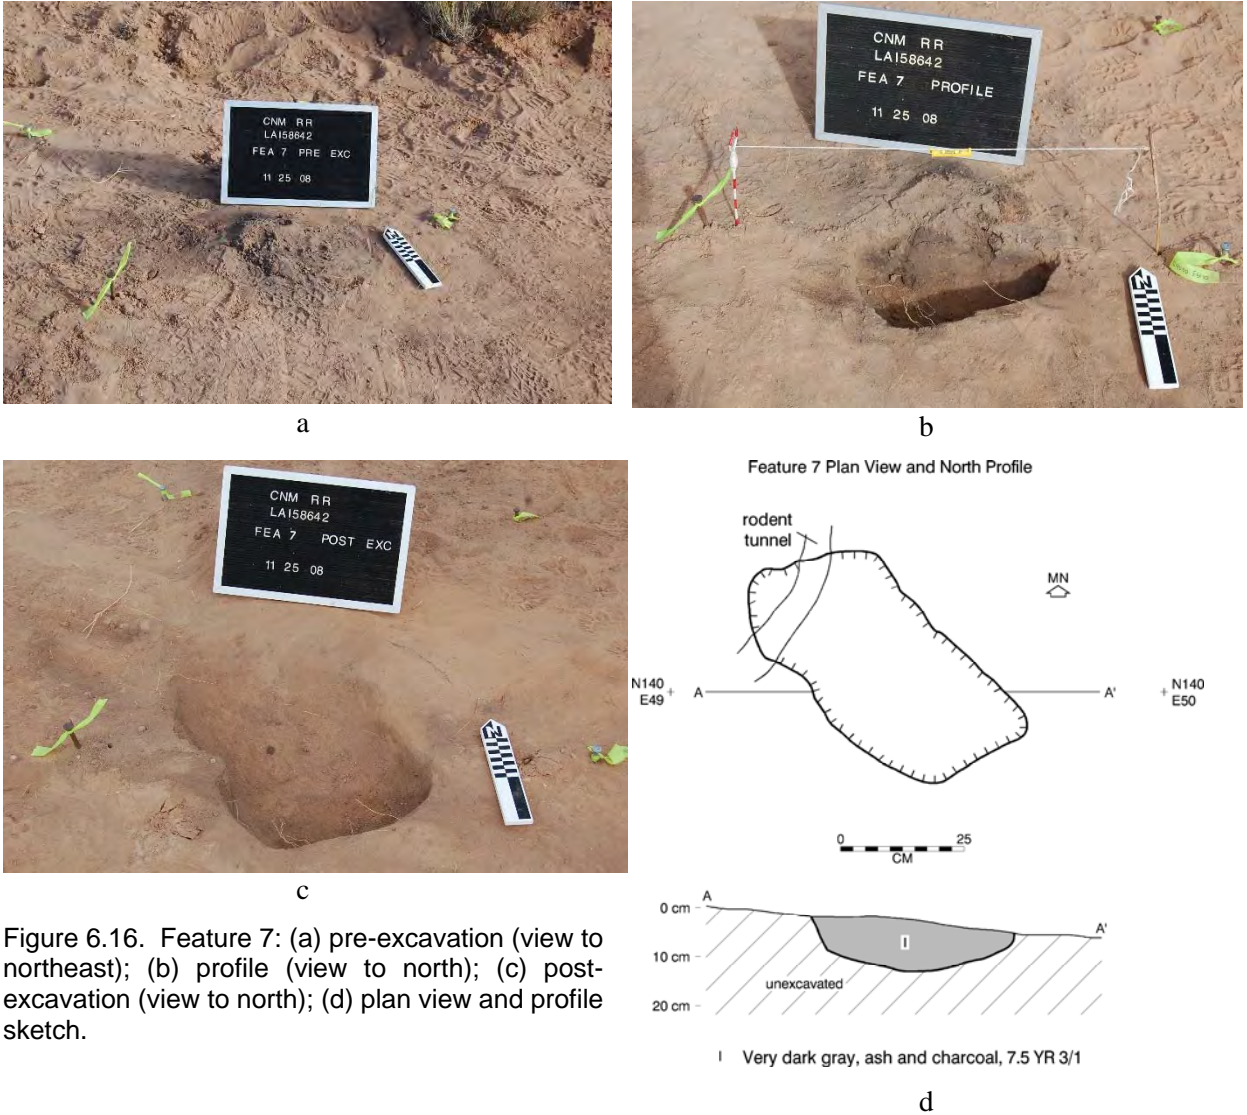 CNM RR
LA158642
FEA 7 PRE EXC
11 25 08
a
CNM RR
LA158642
FEA 7 PROFILE
11 25 08
b
CNM RR
LA158642
FEA 7 POST EXC
11 25 08
c
Figure 6.16. Feature 7: (a) pre-excavation (view to
northeast); (b) profile (view to north); (c) post-
excavation (view to north); (d) plan view and profile
sketch.
Feature 7 Plan View and North Profile
rodent
tunnel
MN
N140
E49
A
A'
N140
E50
0 25
CM
A
0 cm
A'
I
10 cm
unexcavated
20 cm
I Very dark gray, ash and charcoal, 7.5 YR 3/1
d